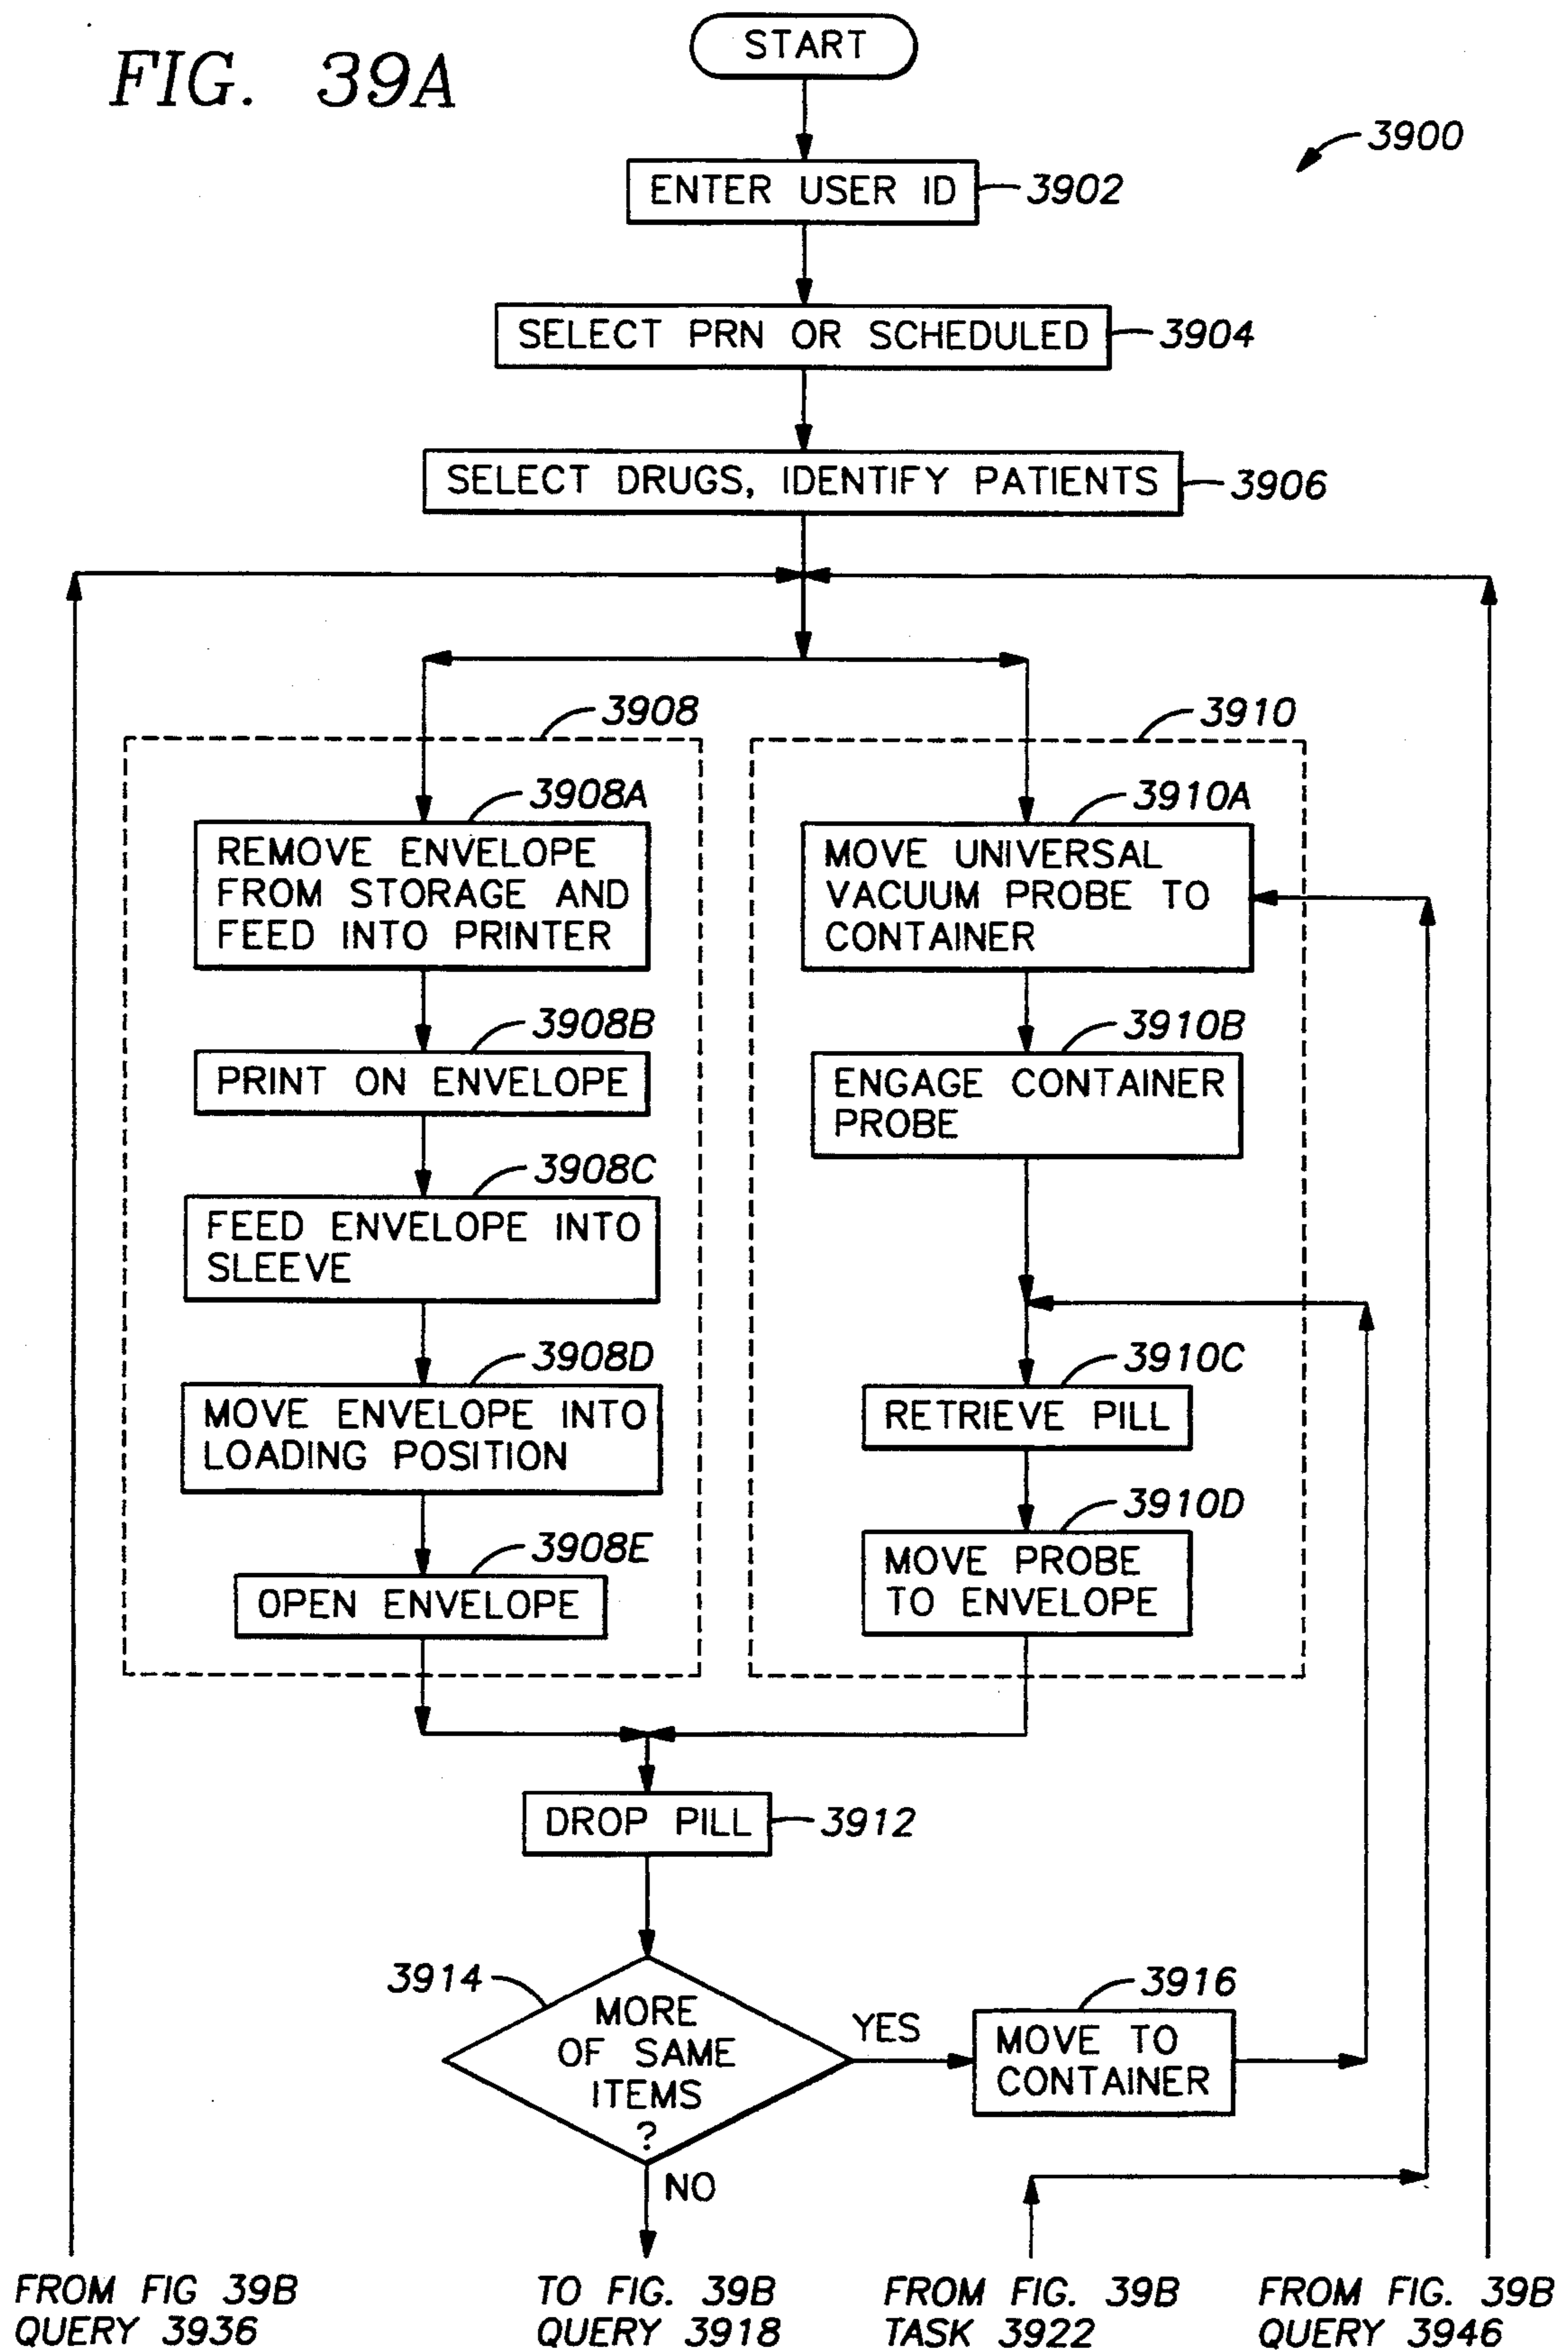 FIG. 39A
START
3900
ENTER USER ID
3902
SELECT PRN OR SCHEDULED
3904
SELECT DRUGS, IDENTIFY PATIENTS
3906
3908
3908A
REMOVE ENVELOPE
FROM STORAGE AND
FEED INTO PRINTER
3908B
PRINT ON ENVELOPE
3908C
FEED ENVELOPE INTO
SLEEVE
3908D
MOVE ENVELOPE INTO
LOADING POSITION
3908E
OPEN ENVELOPE
3910
3910A
MOVE UNIVERSAL
VACUUM PROBE TO
CONTAINER
3910B
ENGAGE CONTAINER
PROBE
3910C
RETRIEVE PILL
3910D
MOVE PROBE
TO ENVELOPE
DROP PILL
3912
3914
MORE
OF SAME
ITEMS
?
YES
3916
MOVE TO
CONTAINER
NO
FROM FIG 39B
QUERY 3936
TO FIG. 39B
QUERY 3918
FROM FIG. 39B
TASK 3922
FROM FIG. 39B
QUERY 3946